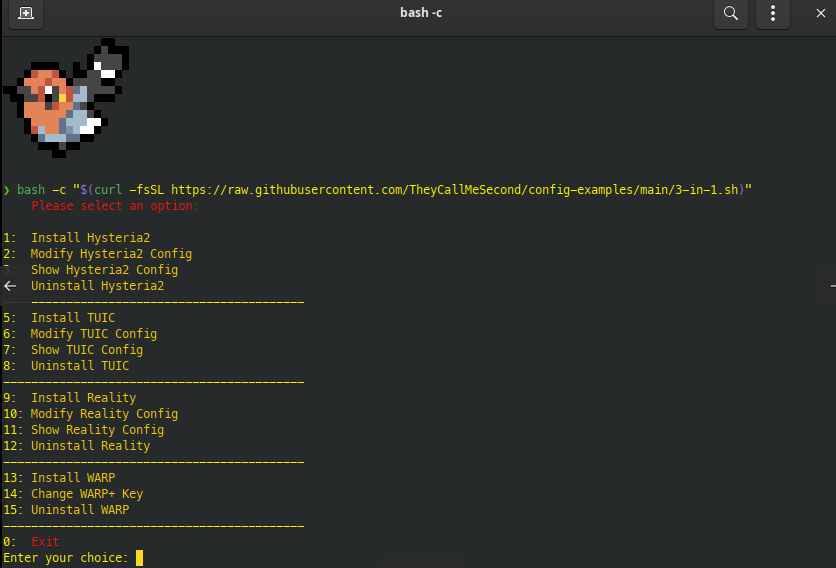 bash -c
❯ bash -c "$(curl -fsSL https://raw.githubusercontent.com/TheyCallMeSecond/config-examples/main/3-in-1.sh)"
Please select an option:
1: Install Hysteria2
2: Modify Hysteria2 Config
3: Show Hysteria2 Config
Uninstall Hysteria2
-------------------------------------------
5: Install TUIC
6: Modify TUIC Config
7: Show TUIC Config
8: Uninstall TUIC
-------------------------------------------
9: Install Reality
10: Modify Reality Config
11: Show Reality Config
12: Uninstall Reality
-------------------------------------------
13: Install WARP
14: Change WARP+ Key
15: Uninstall WARP
-------------------------------------------
0: Exit
Enter your choice: